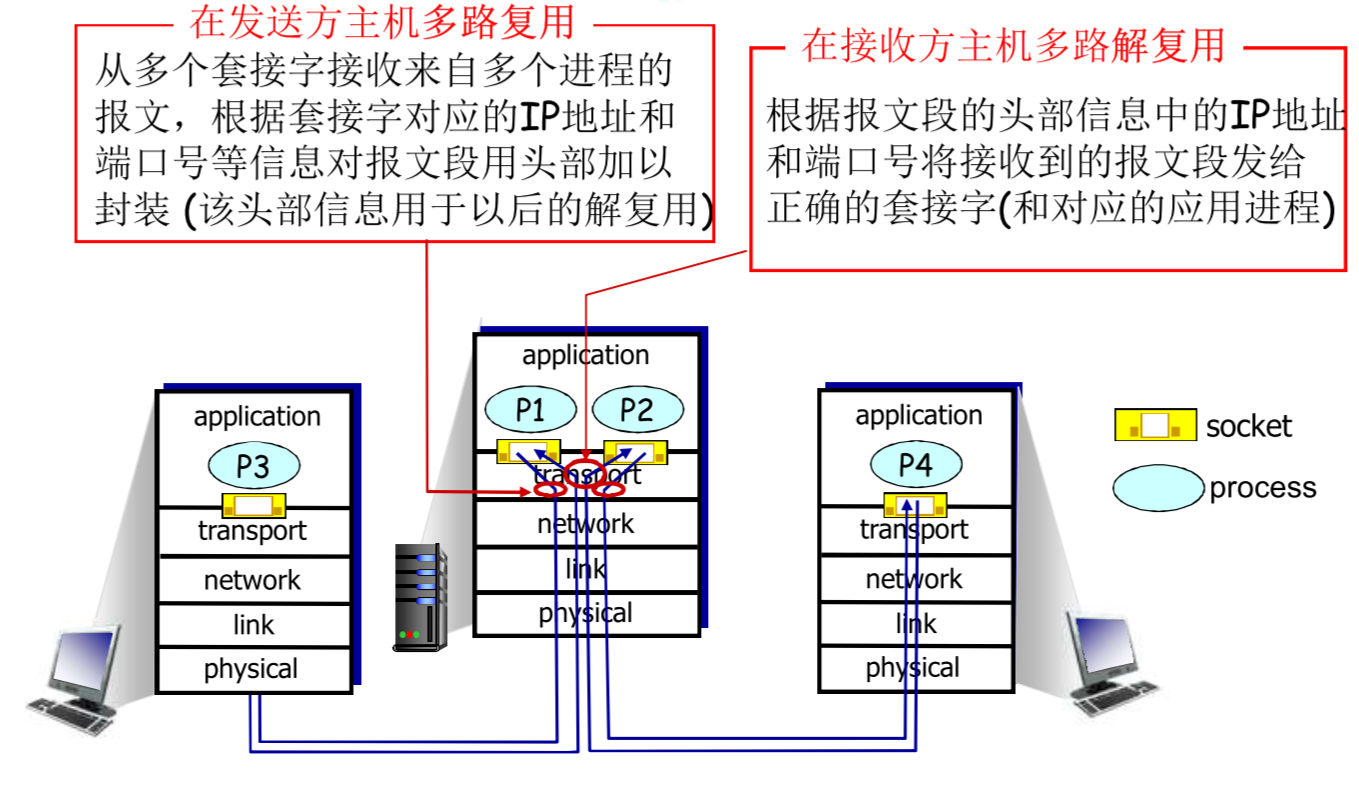 在发送方主机多路复用
从多个套接字接收来自多个进程的
报文，根据套接字对应的IP地址和
端口号等信息对报文段用头部加以
封装 (该头部信息用于以后的解复用)
在接收方主机多路解复用
根据报文段的头部信息中的IP地址
和端口号将接收到的报文段发给
正确的套接字(和对应的应用进程)
application
P3
transport
network
link
physical
application
P1 P2
transport
network
link
physical
application
P4
transport
network
link
physical
socket
process